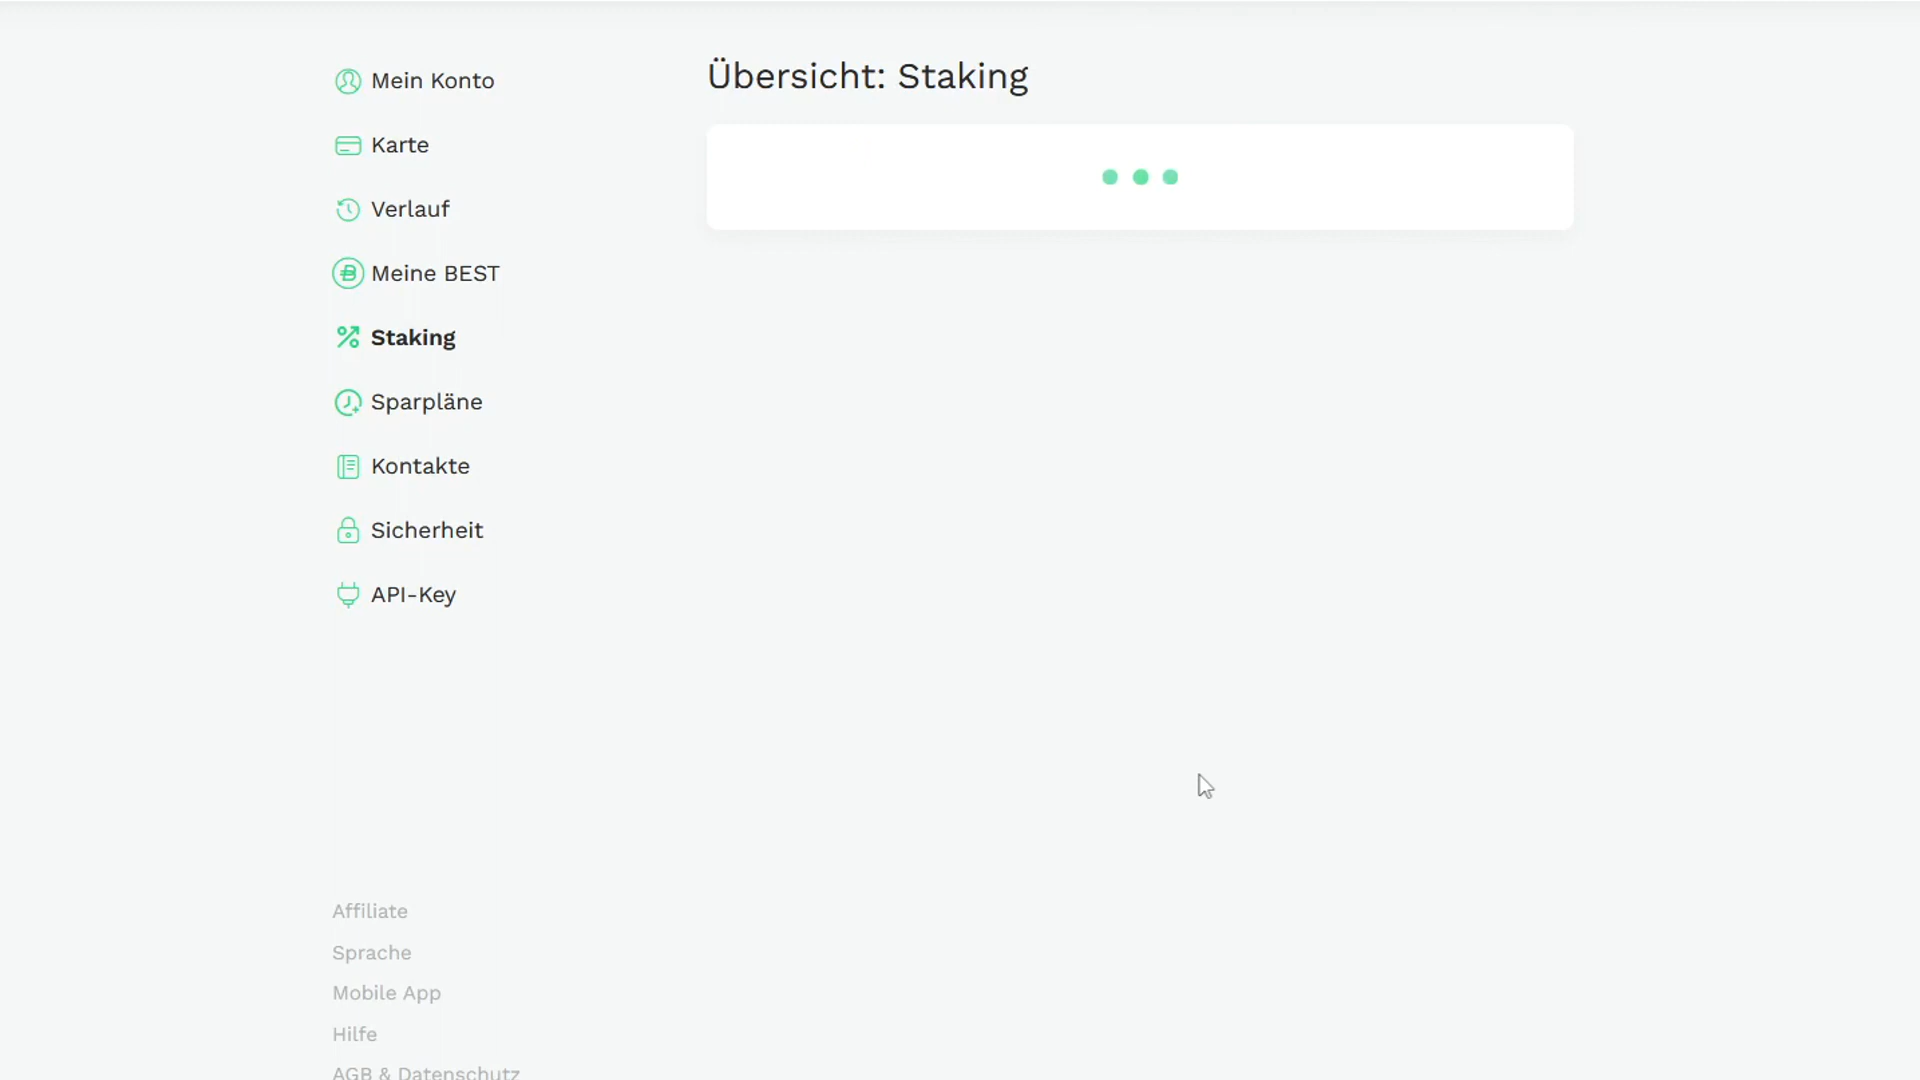 Mein Konto
Karte
Verlauf
Meine BEST
Staking
Sparpläne
Kontakte
Sicherheit
API-Key
Übersicht: Staking
Affiliate
Sprache
Mobile App
Hilfe
AGB & Datenschutz